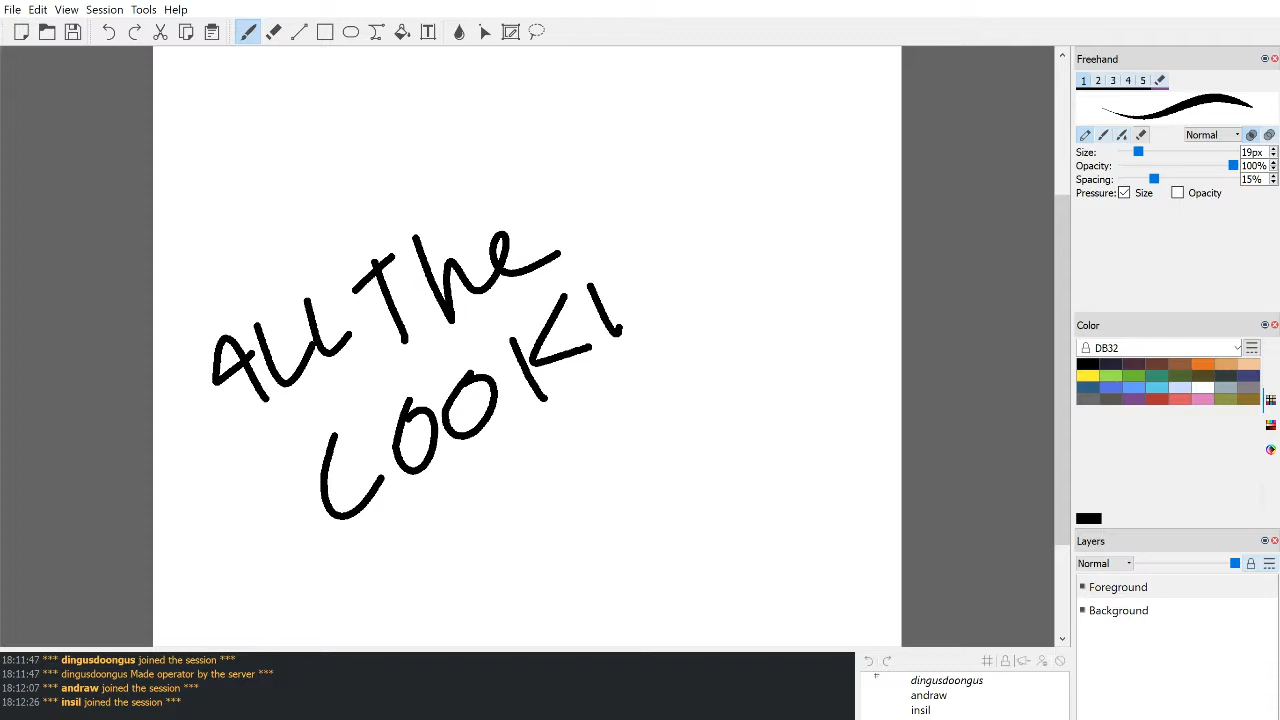 File Edit View Session Tools Help
Freehand
1 2 3 4 5
Normal
Size: 19px
Opacity: 100%
Spacing: 15%
Pressure: Size Opacity
ALL The
COOKI
Color
DB32
Layers
Normal
Foreground
Background
18:11:47 *** dingusdoongus joined the session ***
18:11:47 *** dingusdoongus Made operator by the server ***
18:12:07 *** andraw joined the session ***
18:12:26 *** insil joined the session ***
dingusdoongus
andraw
insil